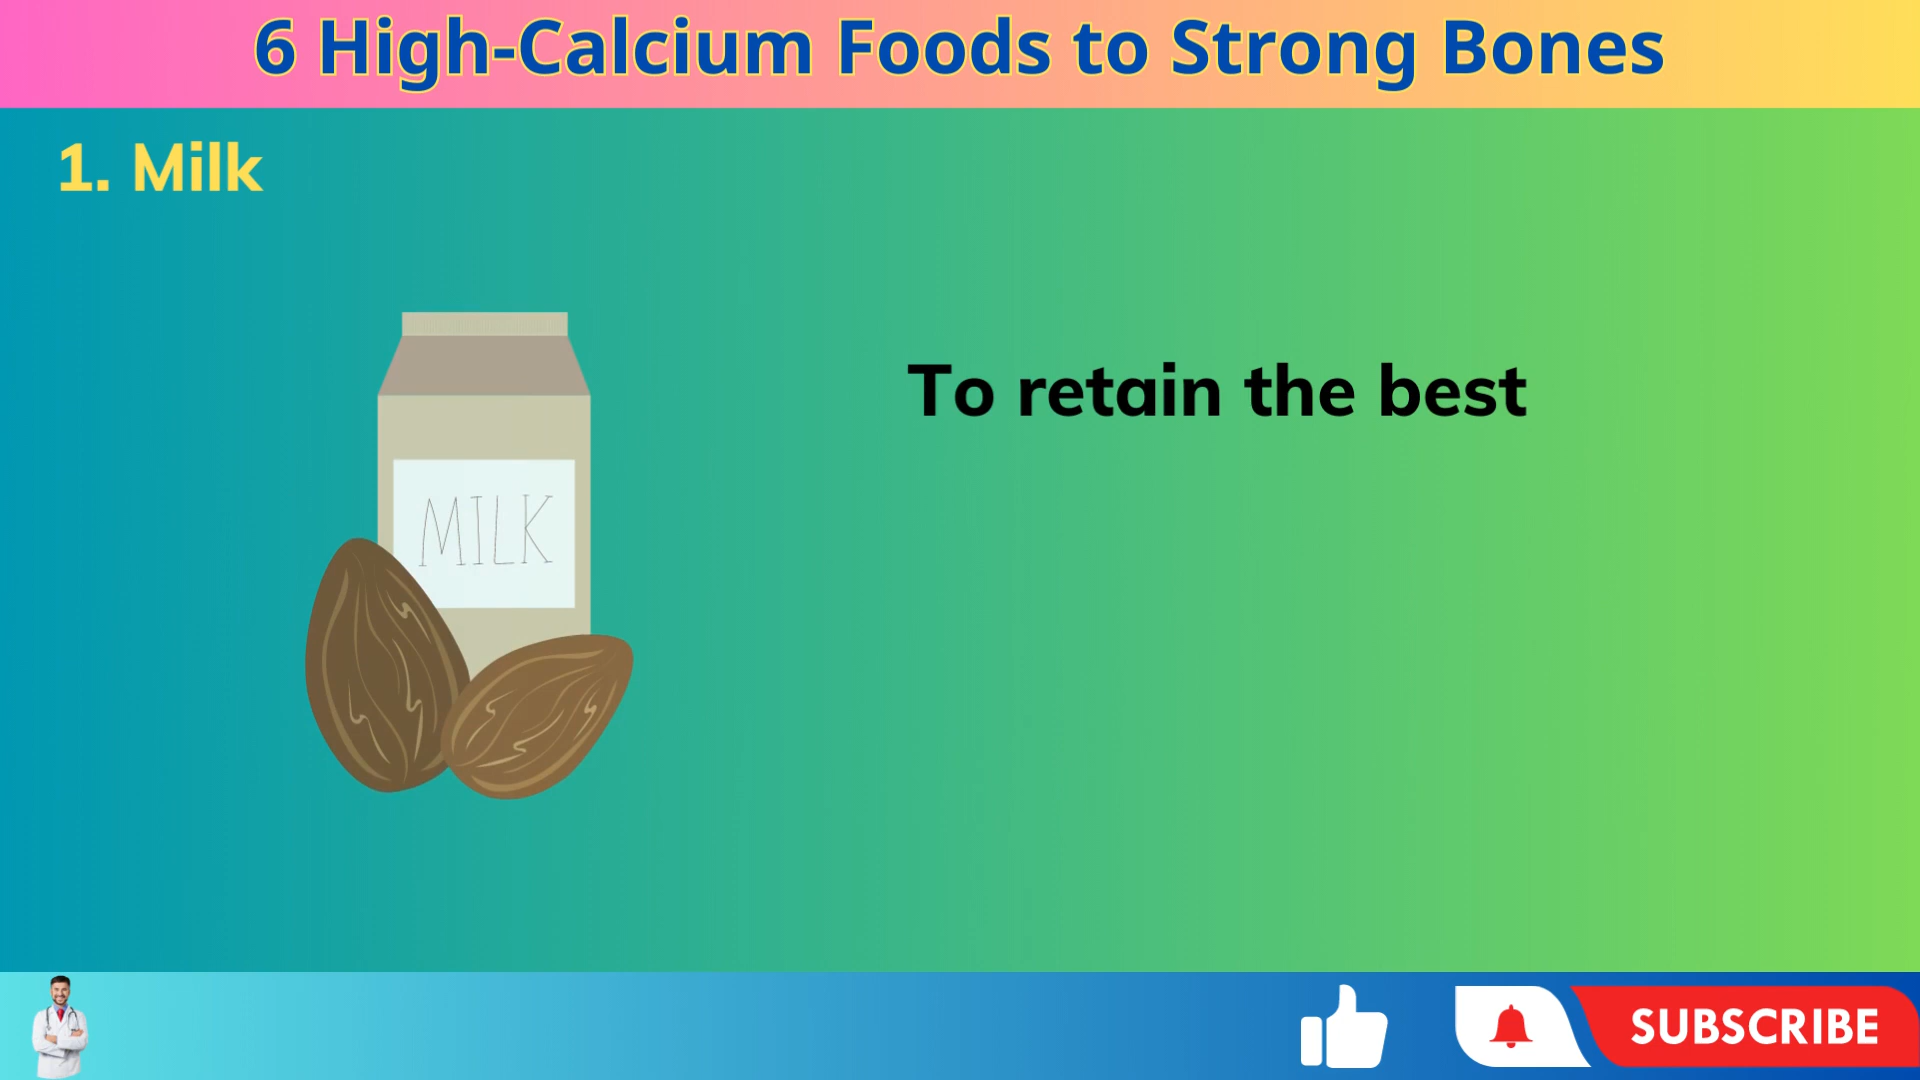 6 High-Calcium Foods to Strong Bones
1. Milk
To retain the best
MILK
SUBSCRIBE